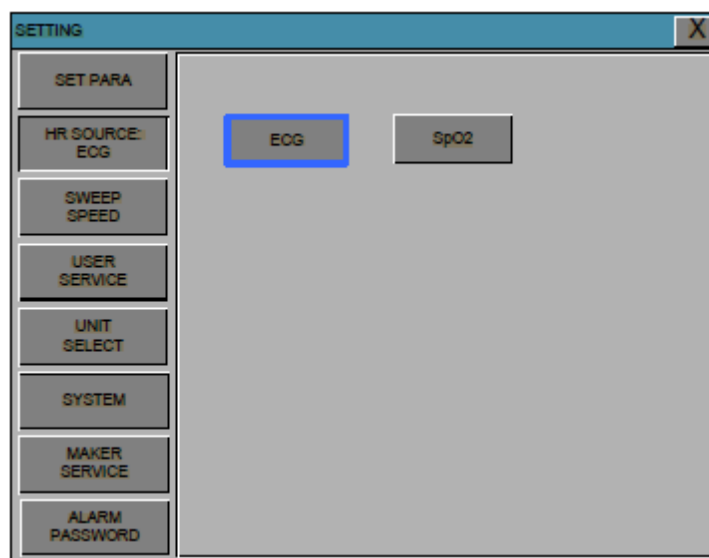 SETTING X
SET PARA
HR SOURCE:
ECG
ECG SpO2
SWEEP
SPEED
USER
SERVICE
UNIT
SELECT
SYSTEM
MAKER
SERVICE
ALARM
PASSWORD